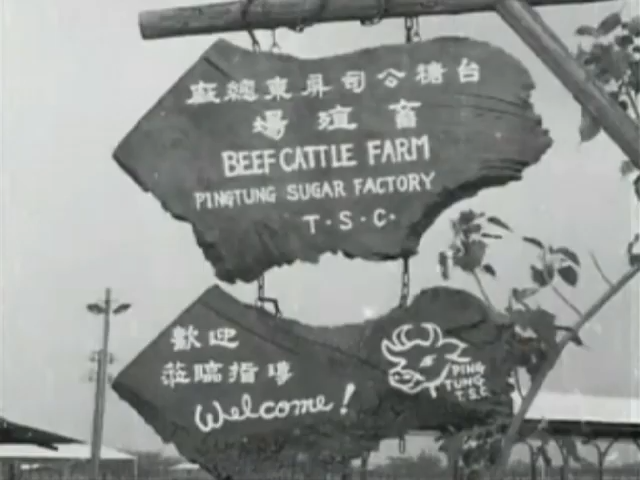 台糖公司屏東總廠
畜殖場
BEEF CATTLE FARM
PINGTUNG SUGAR FACTORY
T·S·C·
歡迎
蒞臨指導
Welcome!
PING
TUNG
T.S.C.